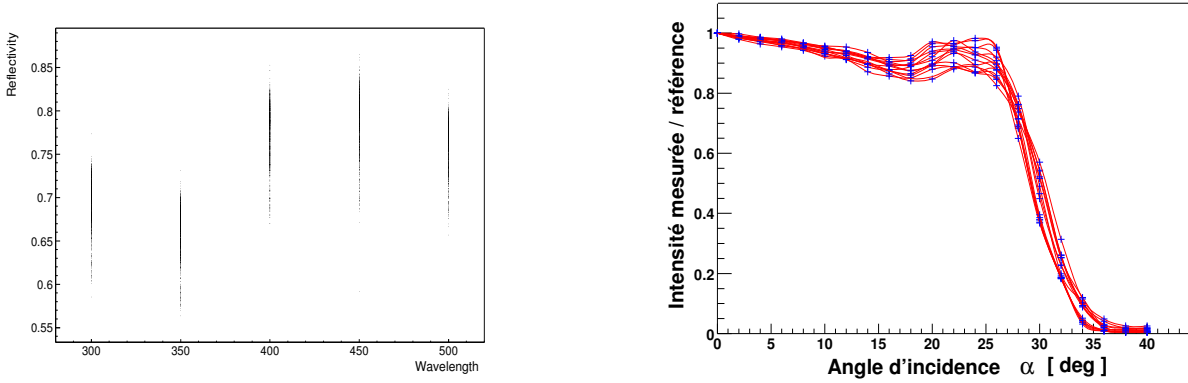 Reflectivity
0.85
0.8
0.75
0.7
0.65
0.6
0.55
300 350 400 450 500
Wavelength
Intensité mesurée / référence
1
0.8
0.6
0.4
0.2
0
0 5 10 15 20 25 30 35 40
Angle d'incidence α [ deg ]